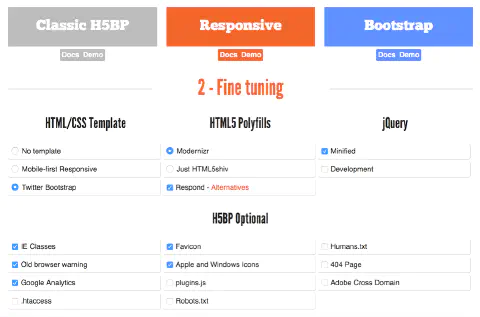 Classic H5BP Responsive Bootstrap
Docs Demo Docs Demo Docs Demo
2 - Fine tuning
HTML/CSS Template HTML5 Polyfills jQuery
No template Modernizr Minified
Mobile-first Responsive Just HTML5shiv Development
Twitter Bootstrap Respond - Alternatives
H5BP Optional
IE Classes Favicon Humans.txt
Old browser warning Apple and Windows icons 404 Page
Google Analytics plugins.js Adobe Cross Domain
.htaccess Robots.txt